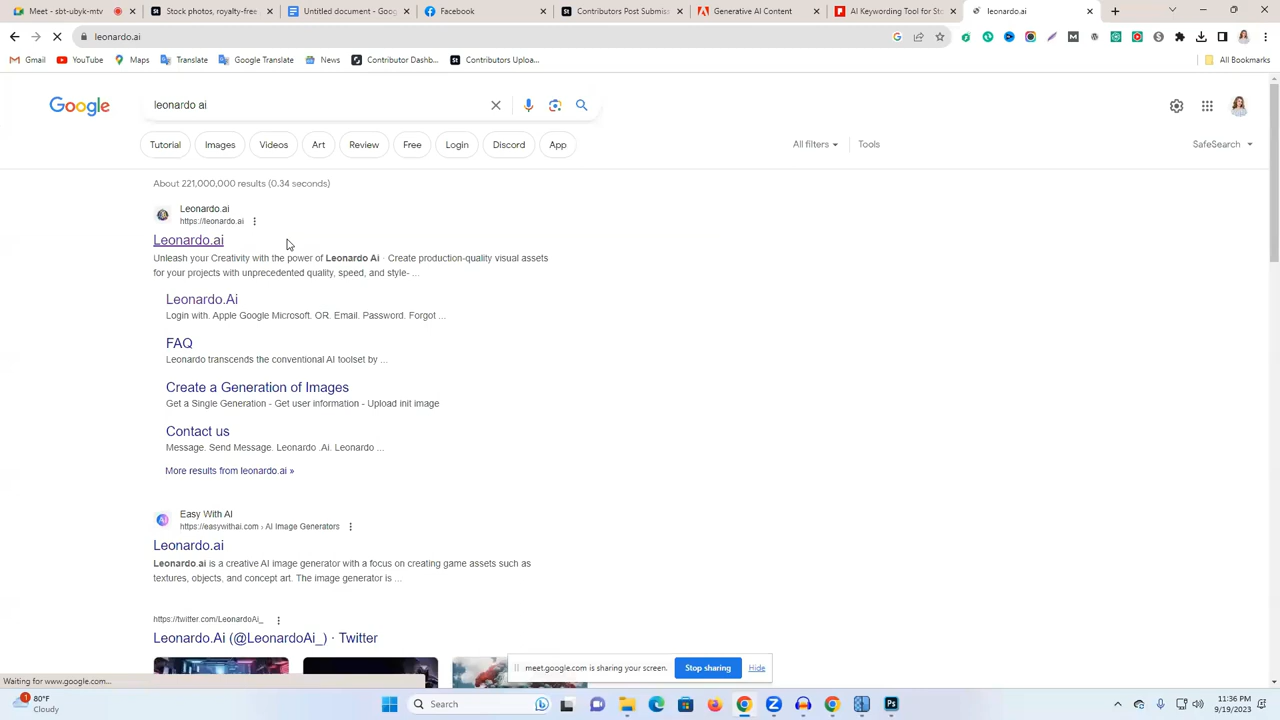 Meet - sbt-ubyk-mtv
Stock photos, royalty-free
Untitled document - Goog
Facebook
Contributors Post Submiss
Generative AI Content
AI Keywording Tool for Sto
leonardo.ai
leonardo.ai
Gmail
YouTube
Maps
Translate
Google Translate
News
Contributor Dashb...
Contributors Uploa...
All Bookmarks
Google
leonardo ai
Tutorial
Images
Videos
Art
Review
Free
Login
Discord
App
All filters
Tools
SafeSearch
About 221,000,000 results (0.34 seconds)
Leonardo.ai
https://leonardo.ai
Leonardo.ai
Unleash your Creativity with the power of Leonardo Ai · Create production-quality visual assets
for your projects with unprecedented quality, speed, and style- ...
Leonardo.Ai
Login with. Apple Google Microsoft. OR. Email. Password. Forgot ...
FAQ
Leonardo transcends the conventional AI toolset by ...
Create a Generation of Images
Get a Single Generation - Get user information - Upload init image
Contact us
Message. Send Message. Leonardo .Ai. Leonardo ...
More results from leonardo.ai »
Easy With AI
https://easywithai.com › AI Image Generators
Leonardo.ai
Leonardo.ai is a creative AI image generator with a focus on creating game assets such as
textures, objects, and concept art. The image generator is ...
https://twitter.com/LeonardoAi_
Leonardo.Ai (@LeonardoAi_) · Twitter
meet.google.com is sharing your screen.
Stop sharing
Hide
Waiting for www.google.com...
1
80°F
Cloudy
Search
Ps
11:36 PM
9/19/2023